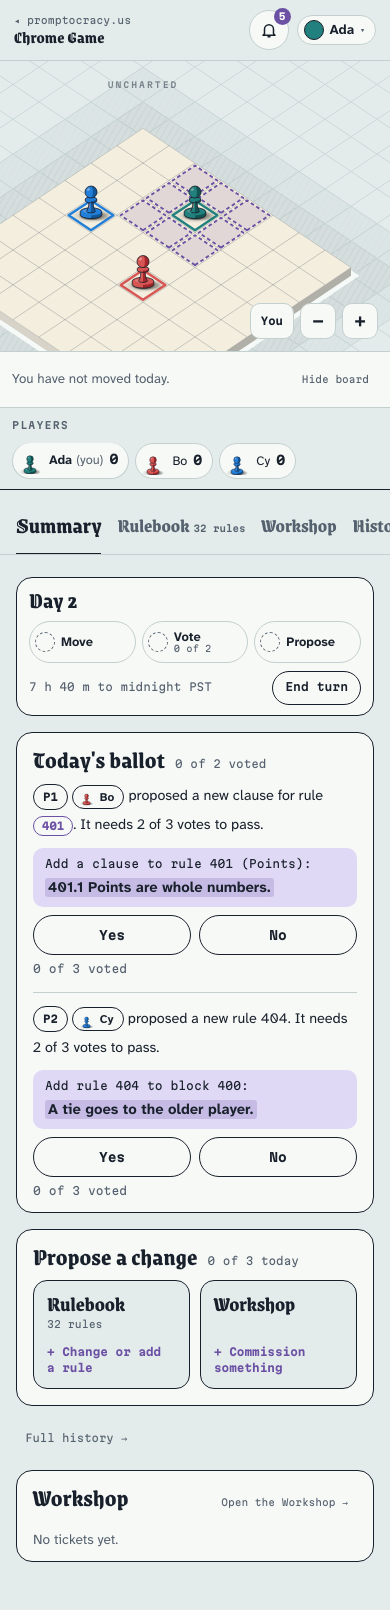 ◂ promptocracy.us
Chrome Game
5
Ada ▾
UNCHARTED
You
−
+
You have not moved today.
Hide board
PLAYERS
Ada (you) 0
Bo 0
Cy 0
Summary
Rulebook 32 rules
Workshop
Histo
Day 2
Move
Vote
0 of 2
Propose
7 h 40 m to midnight PST
End turn
Today's ballot 0 of 2 voted
P1 Bo proposed a new clause for rule
401. It needs 2 of 3 votes to pass.
Add a clause to rule 401 (Points):
401.1 Points are whole numbers.
Yes
No
0 of 3 voted
P2 Cy proposed a new rule 404. It needs
2 of 3 votes to pass.
Add rule 404 to block 400:
A tie goes to the older player.
Yes
No
0 of 3 voted
Propose a change 0 of 3 today
Rulebook
32 rules
+ Change or add
a rule
Workshop
+ Commission
something
Full history →
Workshop
Open the Workshop →
No tickets yet.